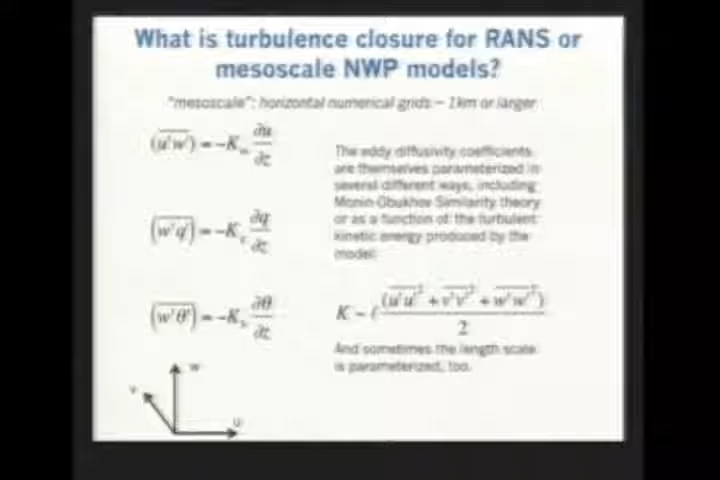 What is turbulence closure for RANS or
mesoscale NWP models?
"mesoscale": horizontal numerical grids ~ 1km or larger
(u'w') = -K ∂u/∂z
(w'q') = -K ∂q/∂z
(w'θ') = -K ∂θ/∂z
The eddy diffusivity coefficients
are themselves parameterized in
several different ways, including
Monin-Obukhov Similarity theory
or as a function of the turbulent
kinetic energy produced by the
model:
K ~ (u'u' + v'v' + w'w') / 2
And sometimes the length scale
is parameterized, too.
w
v
u